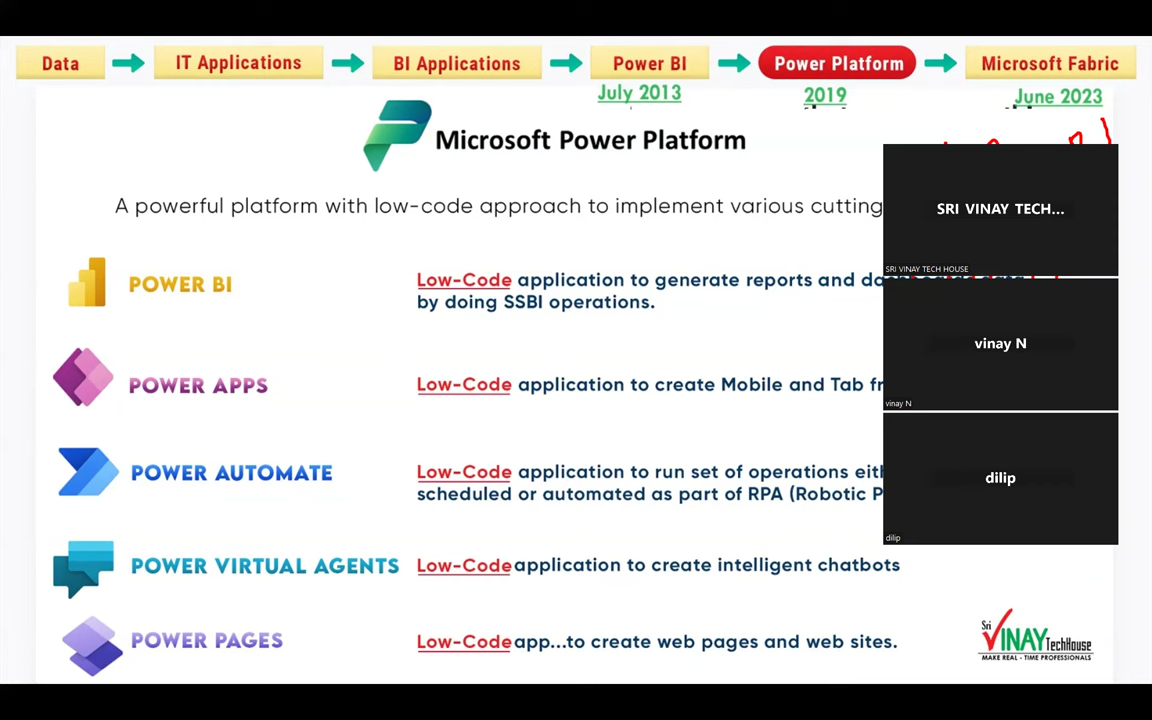 Data
IT Applications
BI Applications
Power BI
Power Platform
Microsoft Fabric
July 2013
2019
June 2023
Microsoft Power Platform
A powerful platform with low-code approach to implement various cutting
SRI VINAY TECH...
SRI VINAY TECH HOUSE
POWER BI
Low-Code application to generate reports and
by doing SSBI operations.
vinay N
vinay N
POWER APPS
Low-Code application to create Mobile and Tab
POWER AUTOMATE
Low-Code application to run set of operations
scheduled or automated as part of RPA (Robotic
dilip
dilip
POWER VIRTUAL AGENTS
Low-Code application to create intelligent chatbots
POWER PAGES
Low-Code app...to create web pages and web sites.
Sri
VINAY TechHouse
MAKE REAL - TIME PROFESSIONALS